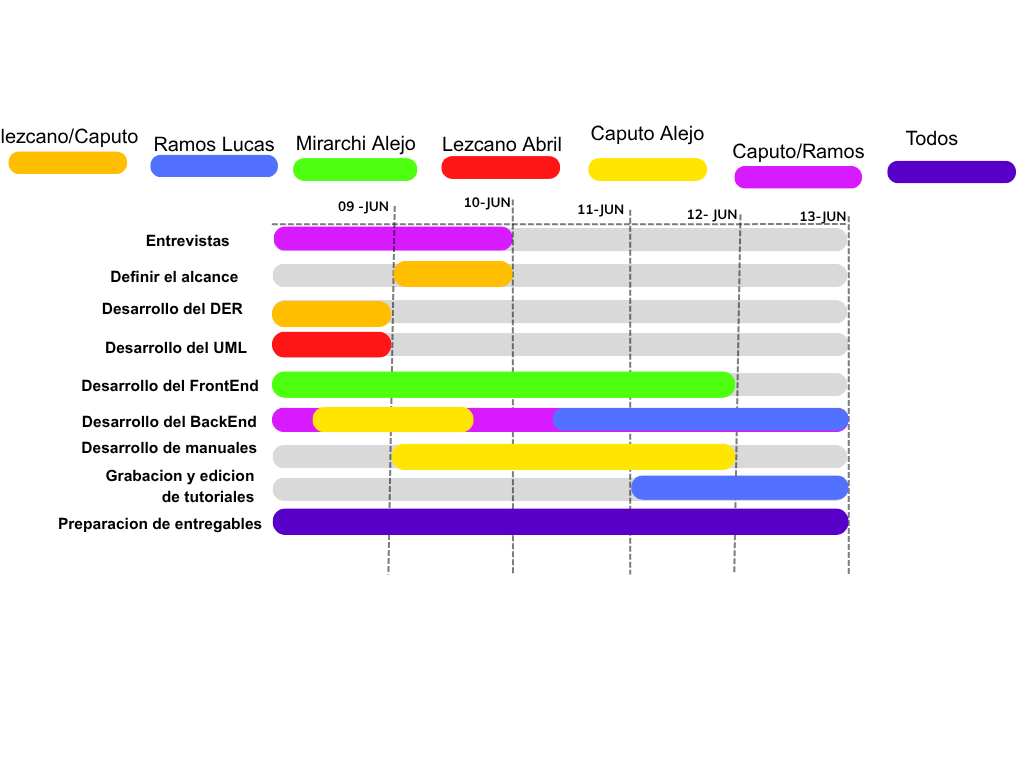 lezcano/Caputo
Ramos Lucas
Mirarchi Alejo
Lezcano Abril
Caputo Alejo
Caputo/Ramos
Todos
09 -JUN
10-JUN
11-JUN
12- JUN
13-JUN
Entrevistas
Definir el alcance
Desarrollo del DER
Desarrollo del UML
Desarrollo del FrontEnd
Desarrollo del BackEnd
Desarrollo de manuales
Grabacion y edicion
de tutoriales
Preparacion de entregables